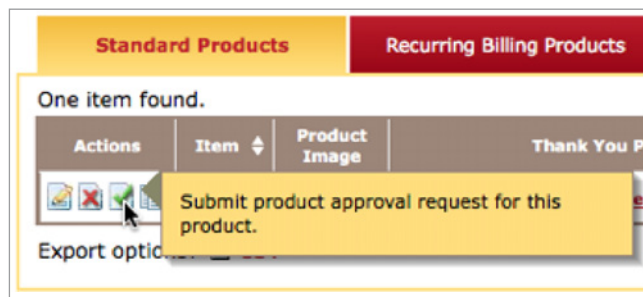 Standard Products
Recurring Billing Products
One item found.
Actions
Item
Product
Image
Thank You P
Submit product approval request for this
product.
Export optio